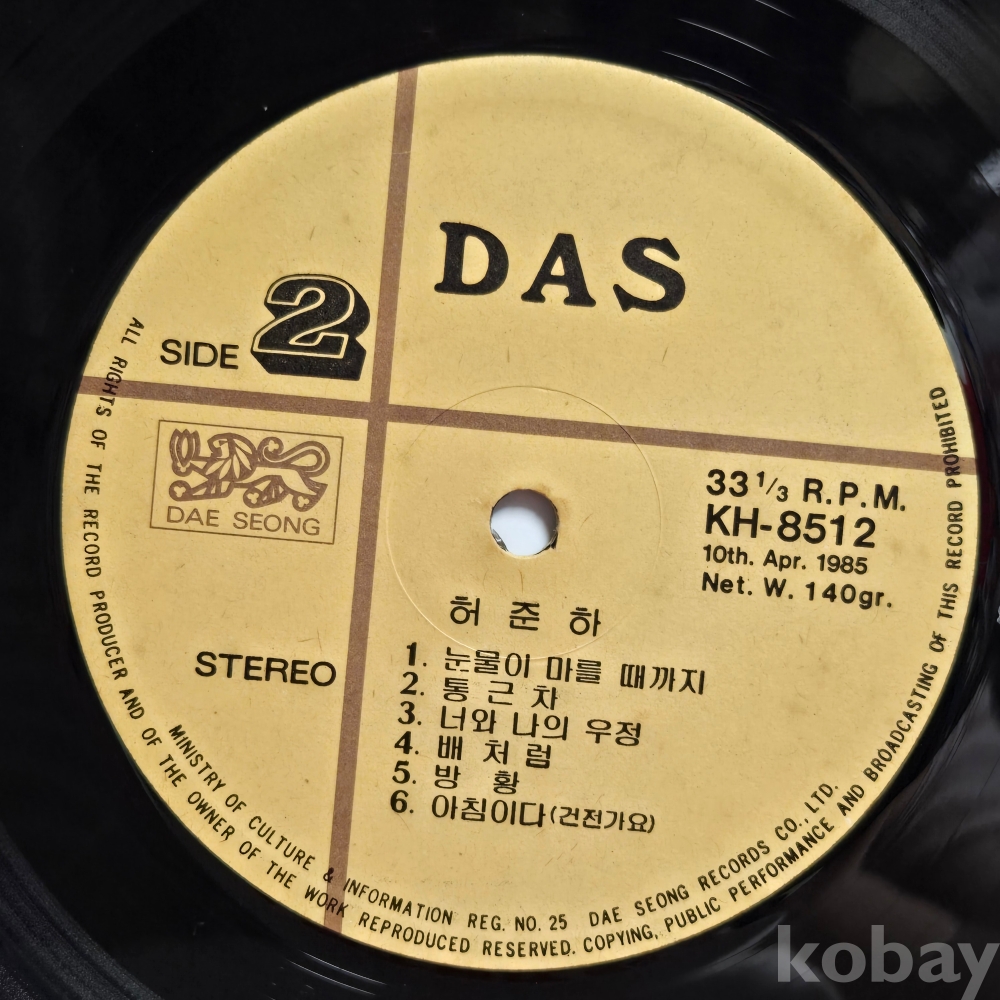 DAS
SIDE 2
DAE SEONG
33 1/3 R.P.M.
KH-8512
10th. Apr. 1985
Net. W. 140gr.
STEREO
허 준 하
1. 눈물이 마를 때까지
2. 통 근 차
3. 너와 나의 우정
4. 배 처 럼
5. 방 황
6. 아침이다(건전가요)
MINISTRY OF CULTURE & INFORMATION REG. NO. 25 DAE SEONG RECORDS CO., LTD.
ALL RIGHTS OF THE RECORD PRODUCER AND OF THE OWNER OF THE WORK REPRODUCED RESERVED. COPYING, PUBLIC PERFORMANCE AND BROADCASTING OF THIS RECORD PROHIBITED
kobay